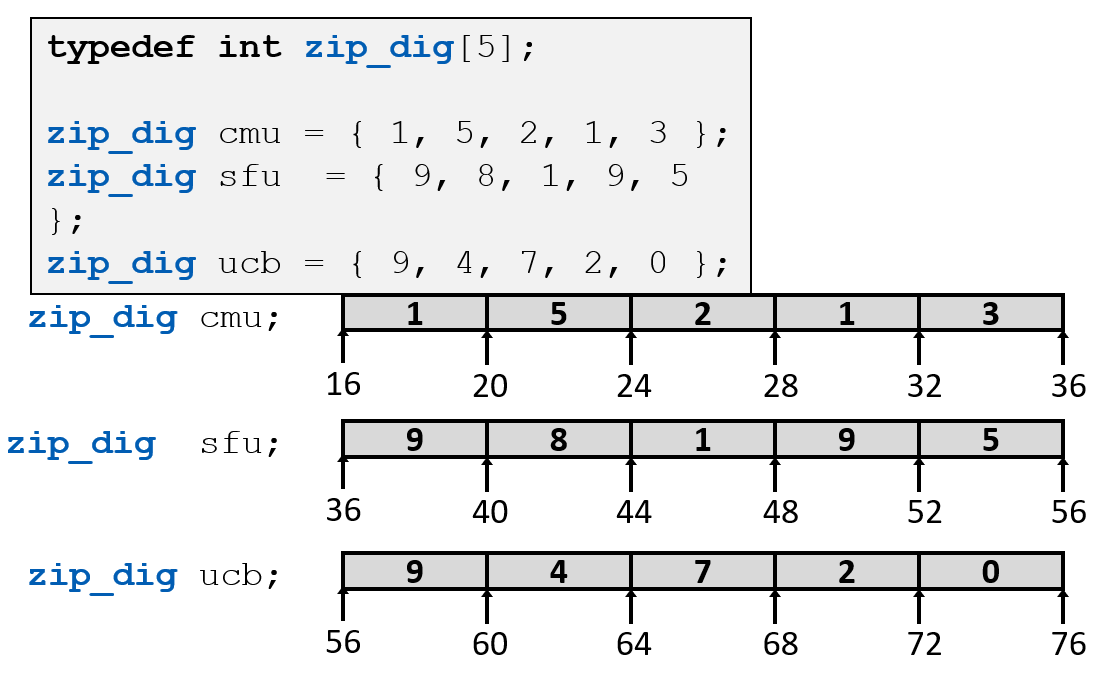 typedef int zip_dig[5];
zip_dig cmu = { 1, 5, 2, 1, 3 };
zip_dig sfu  = { 9, 8, 1, 9, 5
};
zip_dig ucb = { 9, 4, 7, 2, 0 };
zip_dig cmu; 1 5 2 1 3
16 20 24 28 32 36
zip_dig  sfu; 9 8 1 9 5
36 40 44 48 52 56
zip_dig ucb; 9 4 7 2 0
56 60 64 68 72 76